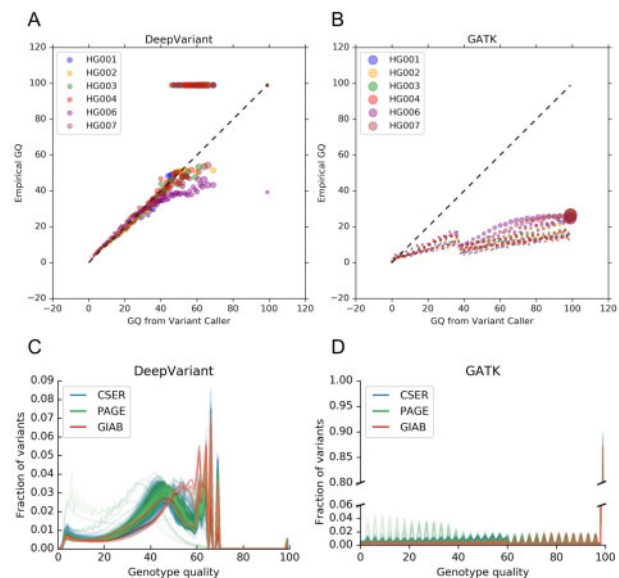 A
DeepVariant
120
100
80
60
40
20
0
−20
Empirical GQ
HG001
HG002
HG003
HG004
HG006
HG007
−20 0 20 40 60 80 100 120
GQ from Variant Caller
B
GATK
120
100
80
60
40
20
0
−20
Empirical GQ
HG001
HG002
HG003
HG004
HG006
HG007
−20 0 20 40 60 80 100 120
GQ from Variant Caller
C
DeepVariant
0.09
0.08
0.07
0.06
0.05
0.04
0.03
0.02
0.01
0.00
Fraction of variants
CSER
PAGE
GIAB
0 20 40 60 80 100
Genotype quality
D
GATK
1.00
0.95
0.90
0.85
0.80
0.06
0.04
0.02
0.00
Fraction of variants
CSER
PAGE
GIAB
0 20 40 60 80 100
Genotype quality